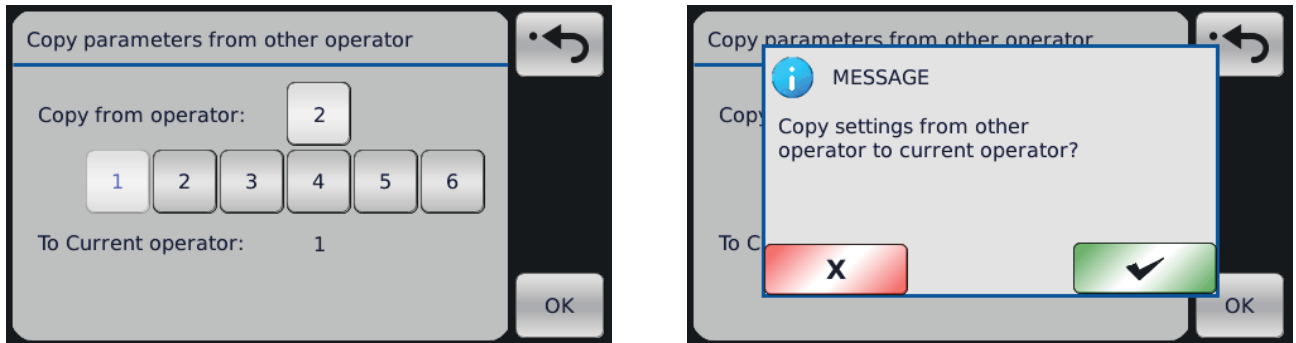 Copy parameters from other operator
Copy from operator: 2
1 2 3 4 5 6
To Current operator: 1
OK
Copy parameters from other operator
MESSAGE
Copy settings from other
operator to current operator?
Copy
To C
X
OK